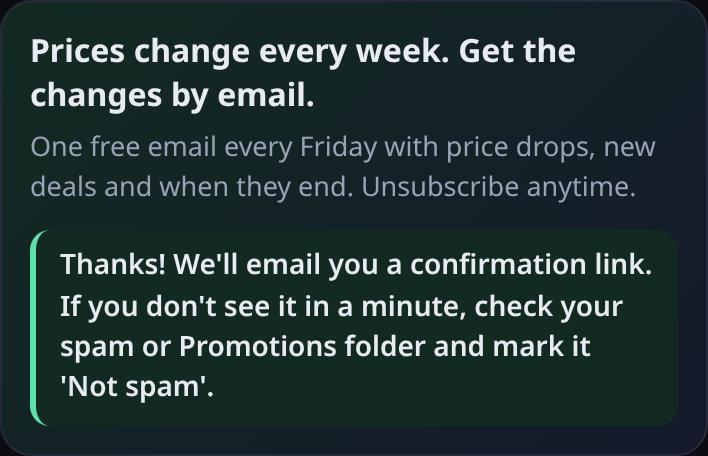 Prices change every week. Get the
changes by email.
One free email every Friday with price drops, new
deals and when they end. Unsubscribe anytime.
Thanks! We'll email you a confirmation link.
If you don't see it in a minute, check your
spam or Promotions folder and mark it
'Not spam'.